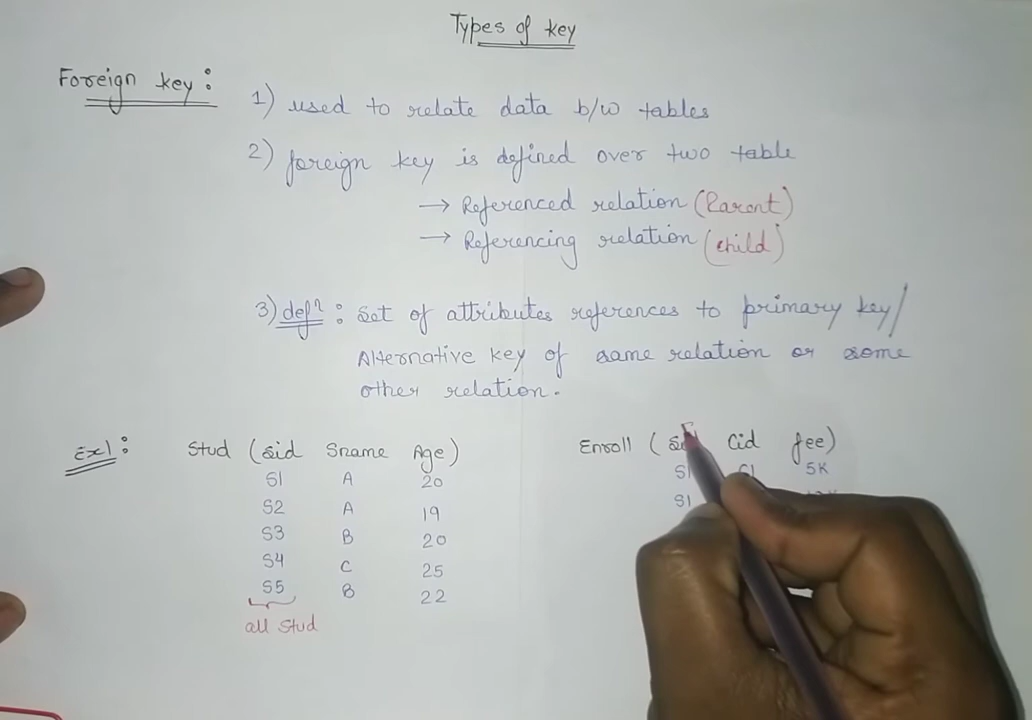 Types of key
Foreign key :
1) used to relate data b/w tables
2) foreign key is defined over two table
→ Referenced relation (Parent)
→ Referencing relation (child)
3) defⁿ : Set of attributes references to primary key/
Alternative key of same relation or some
other relation.
Ex1 : Stud (Sid Sname Age)
S1 A 20
S2 A 19
S3 B 20
S4 C 25
S5 B 22
all Stud
Enroll ( Cid fee)
S1 C1 5K
S1